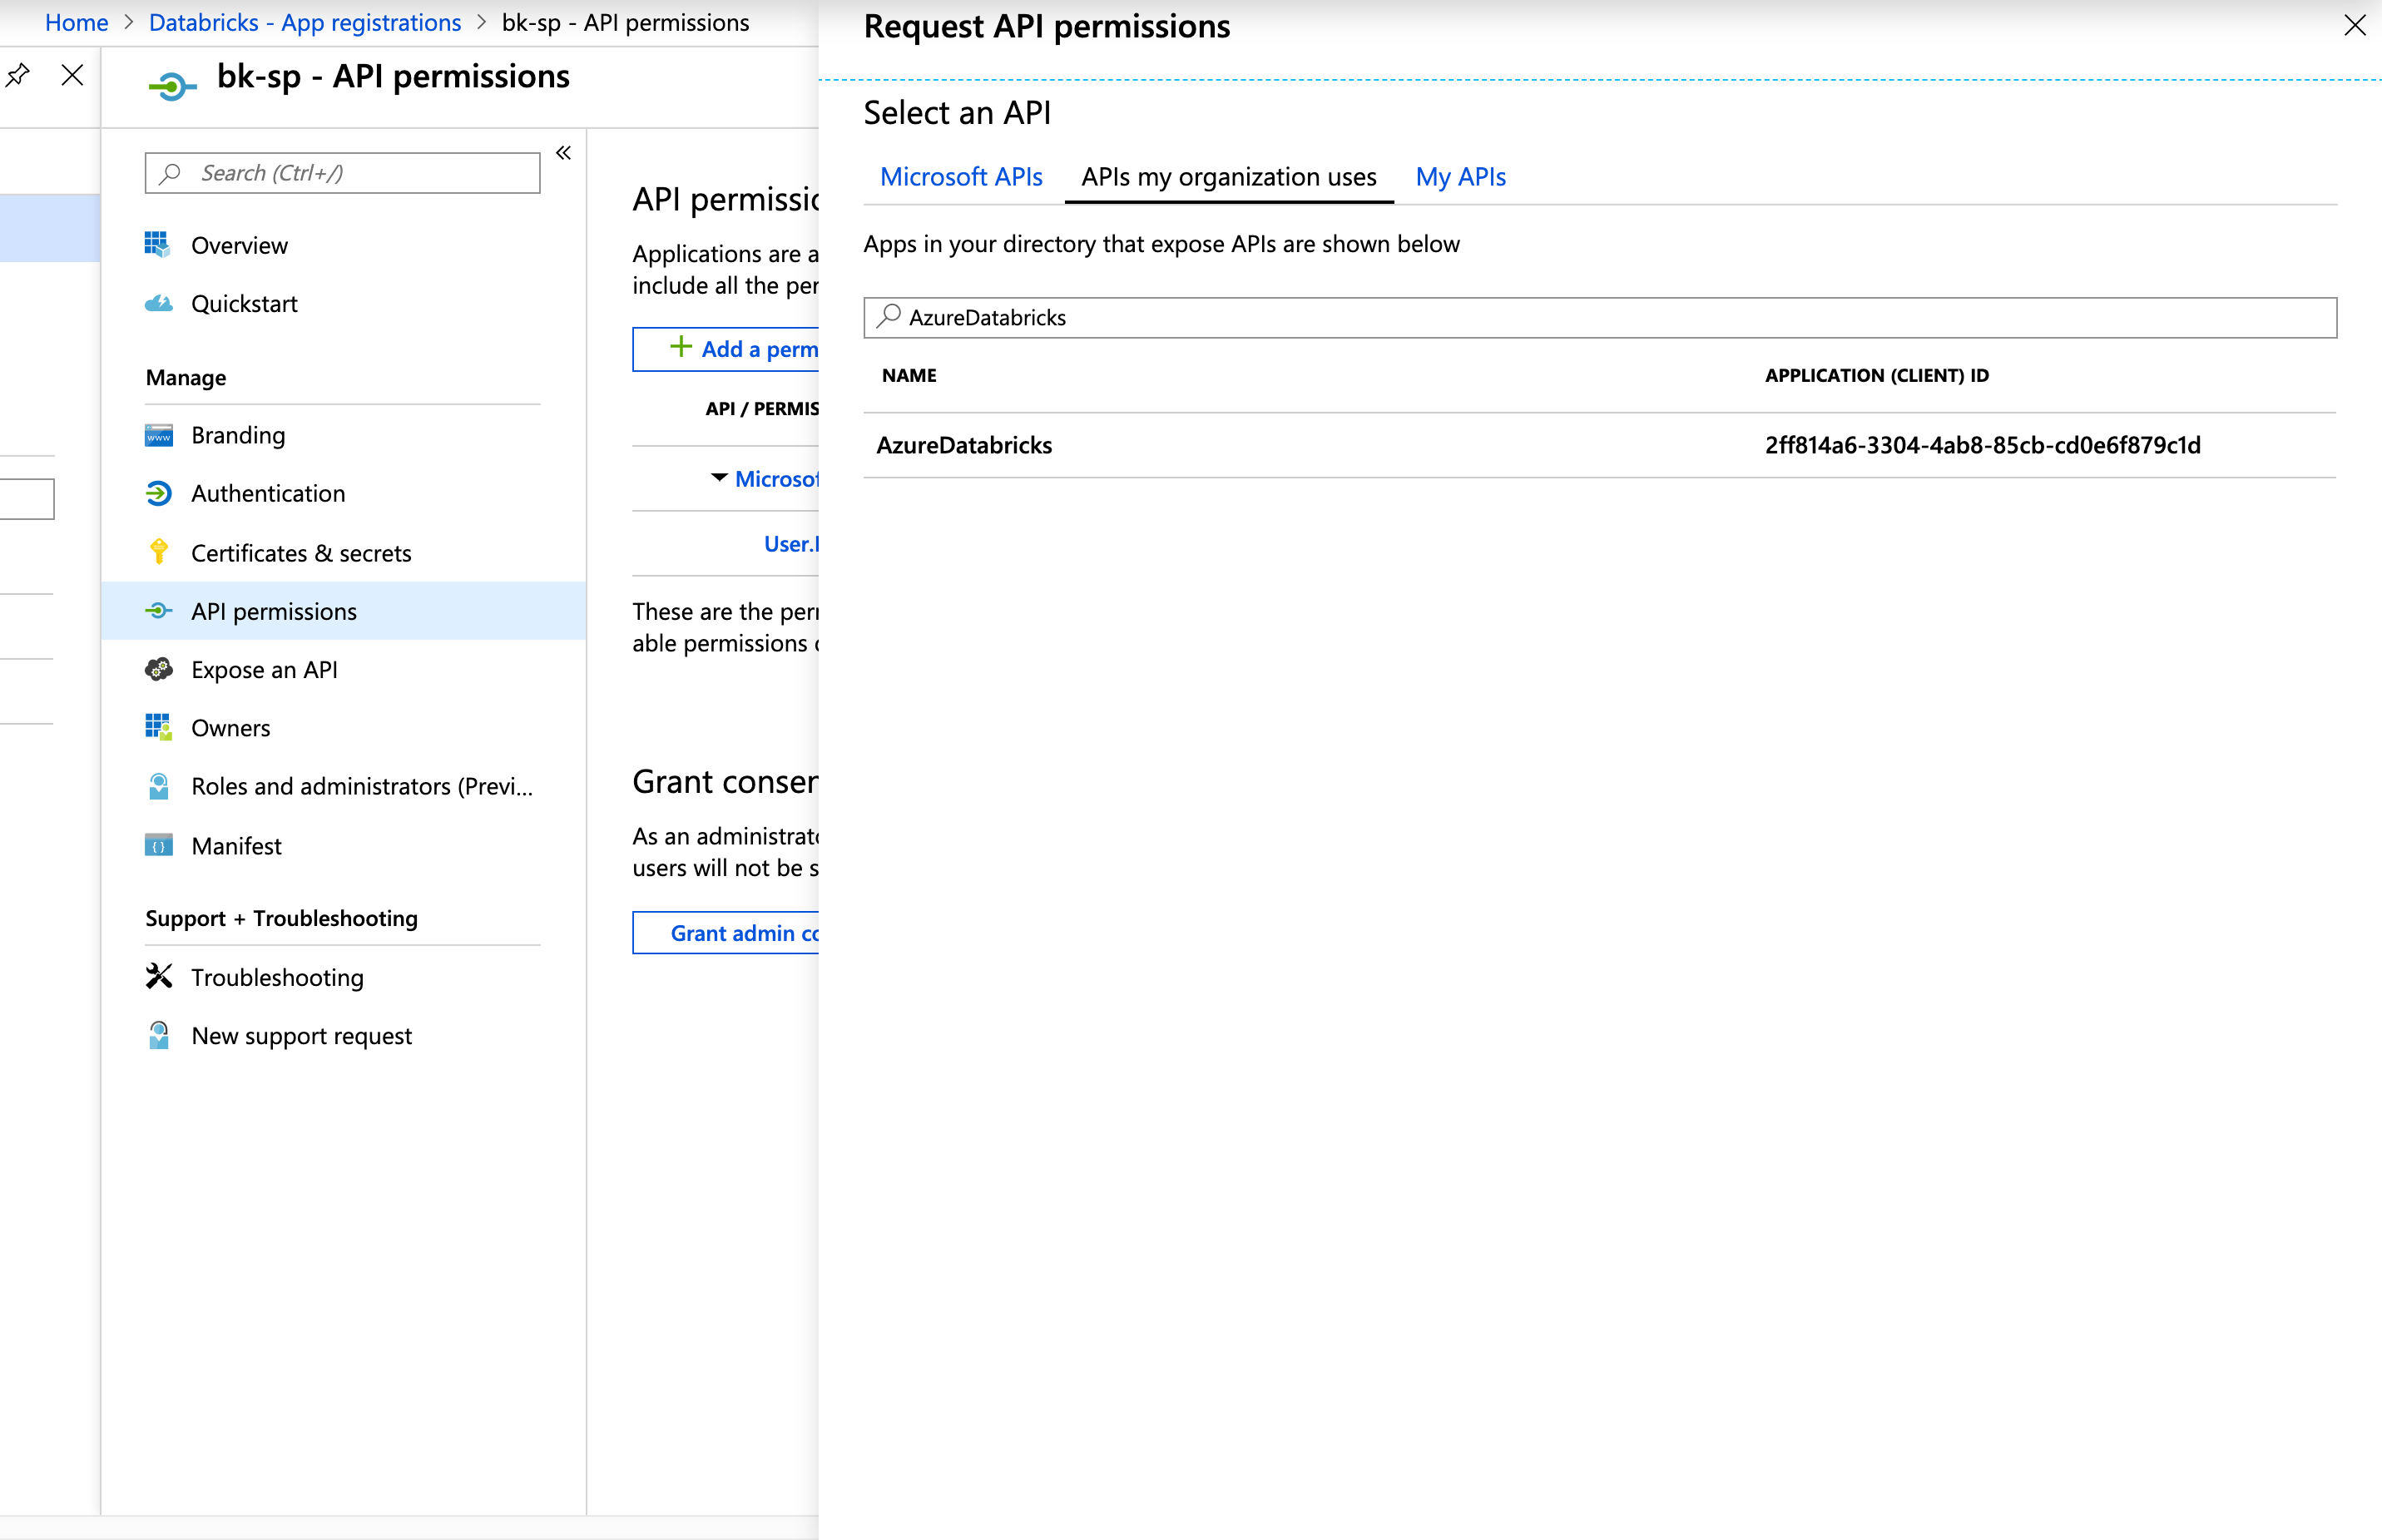 Home > Databricks - App registrations > bk-sp - API permissions
bk-sp - API permissions
Search (Ctrl+/)
Overview
Quickstart
Manage
Branding
Authentication
Certificates & secrets
API permissions
Expose an API
Owners
Roles and administrators (Previ...
Manifest
Support + Troubleshooting
Troubleshooting
New support request
API permissio
Applications are a
include all the per
Add a perm
API / PERMIS
Microsof
User.
These are the perm
able permissions
Grant consen
As an administrato
users will not be s
Grant admin co
Request API permissions
Select an API
Microsoft APIs APIs my organization uses My APIs
Apps in your directory that expose APIs are shown below
AzureDatabricks
NAME APPLICATION (CLIENT) ID
AzureDatabricks 2ff814a6-3304-4ab8-85cb-cd0e6f879c1d